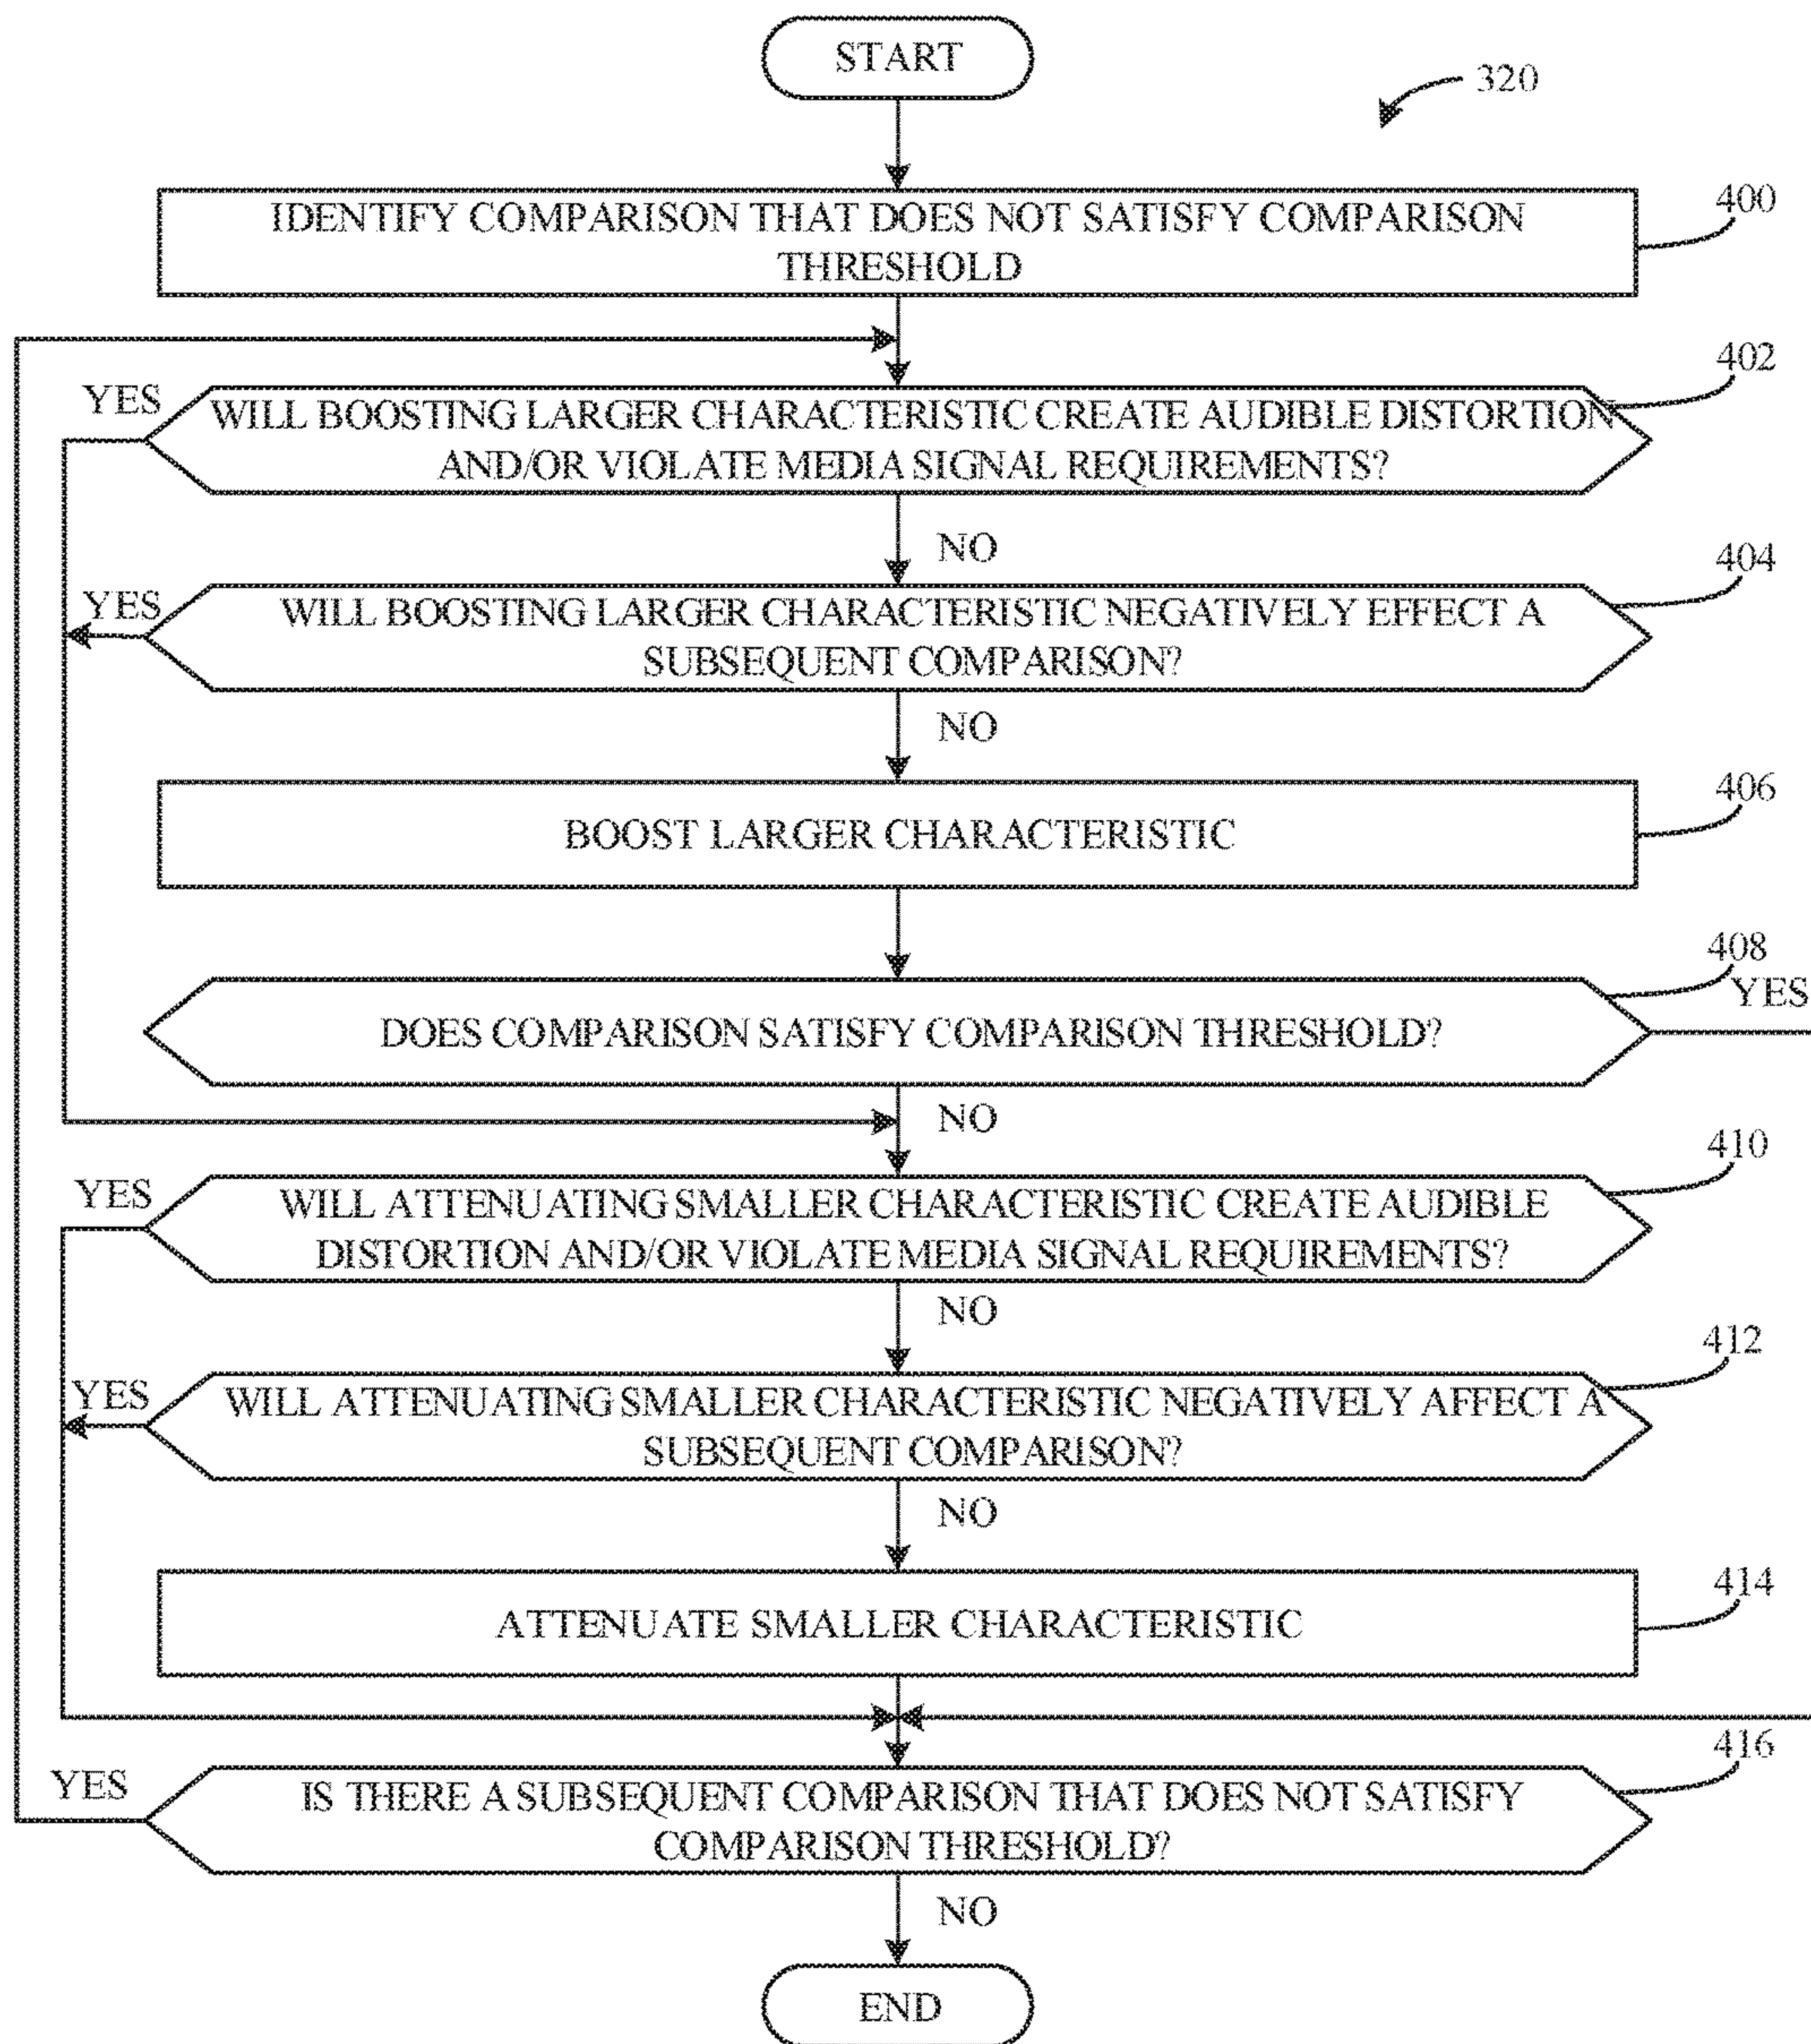 START
320
IDENTIFY COMPARISON THAT DOES NOT SATISFY COMPARISON
THRESHOLD
400
402
YES
WILL BOOSTING LARGER CHARACTERISTIC CREATE AUDIBLE DISTORTION
AND/OR VIOLATE MEDIA SIGNAL REQUIREMENTS?
NO
404
YES
WILL BOOSTING LARGER CHARACTERISTIC NEGATIVELY EFFECT A
SUBSEQUENT COMPARISON?
NO
406
BOOST LARGER CHARACTERISTIC
408
YES
DOES COMPARISON SATISFY COMPARISON THRESHOLD?
NO
410
YES
WILL ATTENUATING SMALLER CHARACTERISTIC CREATE AUDIBLE
DISTORTION AND/OR VIOLATE MEDIA SIGNAL REQUIREMENTS?
NO
412
YES
WILL ATTENUATING SMALLER CHARACTERISTIC NEGATIVELY AFFECT A
SUBSEQUENT COMPARISON?
NO
414
ATTENUATE SMALLER CHARACTERISTIC
416
YES
IS THERE A SUBSEQUENT COMPARISON THAT DOES NOT SATISFY
COMPARISON THRESHOLD?
NO
END